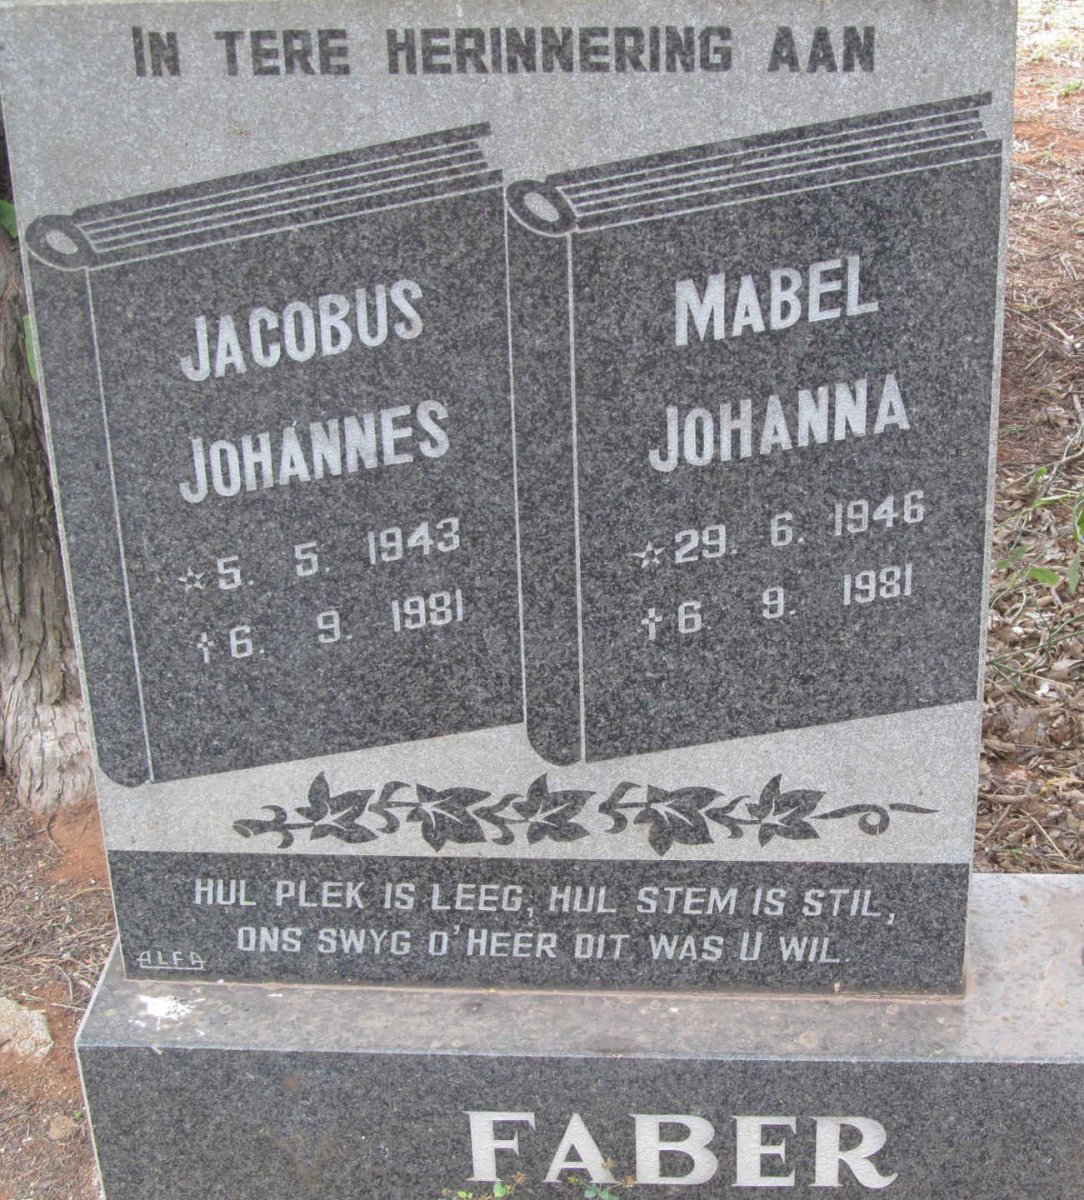 IN TERE HERINNERING AAN
JACOBUS
JOHANNES
☆5. 5. 1943
✝6. 9. 1981
MABEL
JOHANNA
☆29. 6. 1946
✝6 9. 1981
HUL PLEK IS LEEG, HUL STEM IS STIL,
ONS SWYG O'HEER DIT WAS U WIL.
ALFA
FABER